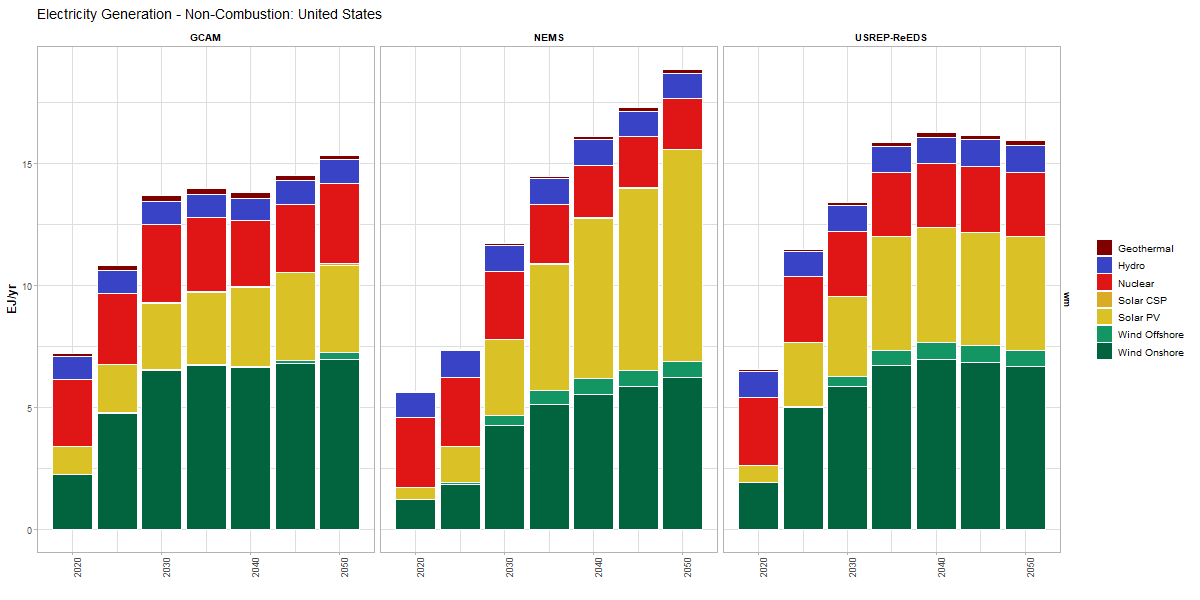 Electricity Generation - Non-Combustion: United States
GCAM
NEMS
USREP-ReEDS
EJ/yr
15
10
5
0
2020
2030
2040
2050
2020
2030
2040
2050
2020
2030
2040
2050
wm
Geothermal
Hydro
Nuclear
Solar CSP
Solar PV
Wind Offshore
Wind Onshore